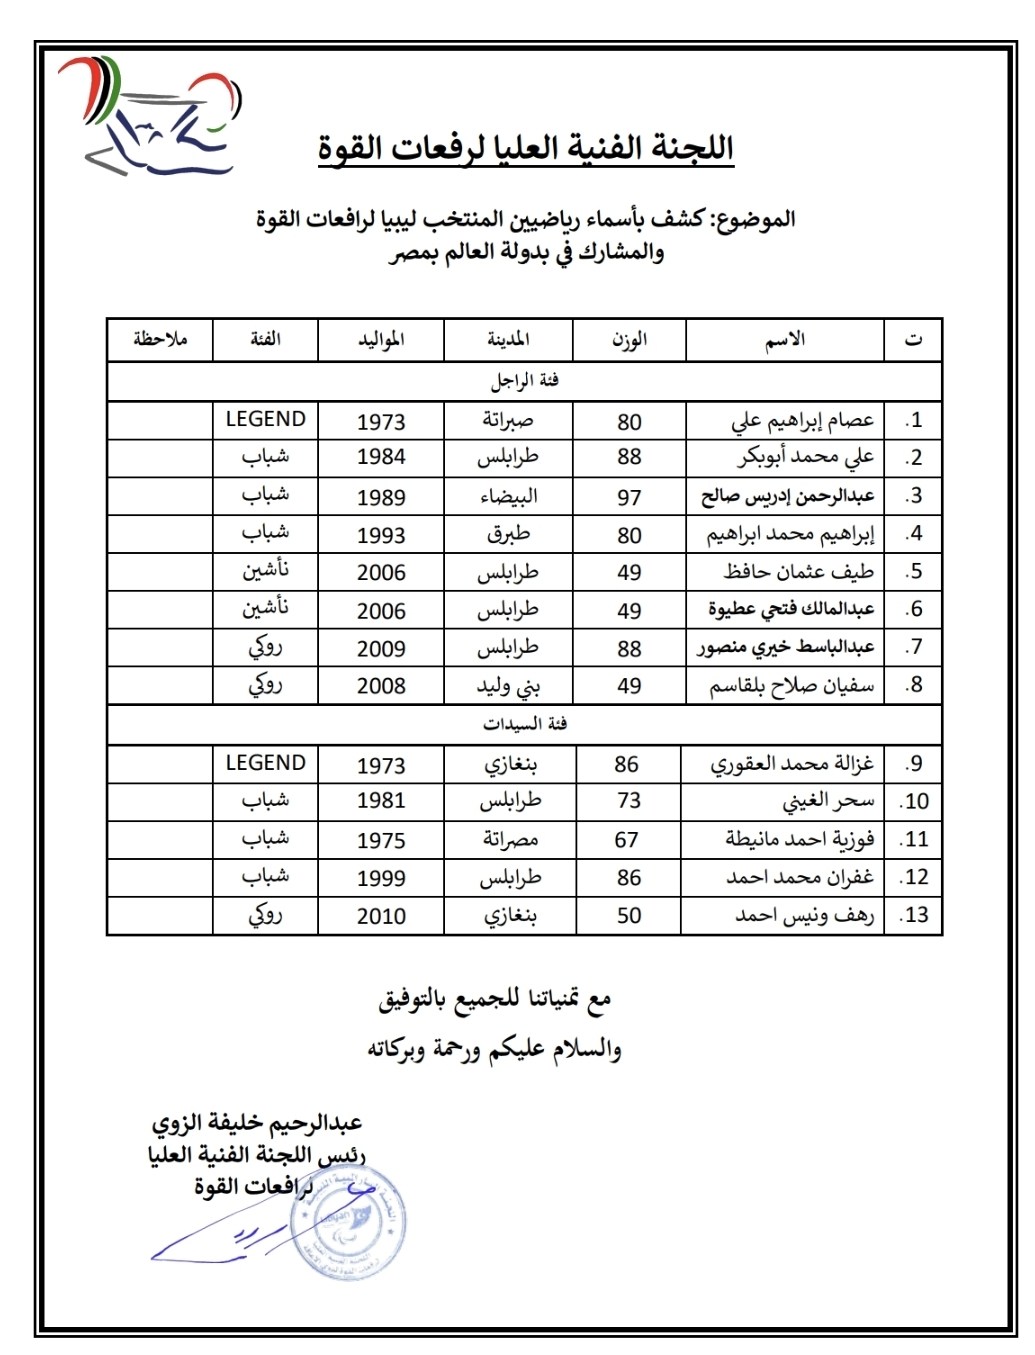 اللجنة الفنية العليا لرفعات القوة
الموضوع: كشف بأسماء رياضيين المنتخب ليبيا لرافعات القوة
والمشارك في بدولة العالم بمصر
ت الاسم الوزن المدينة المواليد الفئة ملاحظة
فئة الراجل
1. عصام إبراهيم علي 80 صبراتة 1973 LEGEND
2. علي محمد أبوبكر 88 طرابلس 1984 شباب
3. عبدالرحمن إدريس صالح 97 البيضاء 1989 شباب
4. إبراهيم محمد ابراهيم 80 طبرق 1993 شباب
5. طيف عثمان حافظ 49 طرابلس 2006 نأشين
6. عبدالمالك فتحي عطيوة 49 طرابلس 2006 نأشين
7. عبدالباسط خيري منصور 88 طرابلس 2009 روكي
8. سفيان صلاح بلقاسم 49 بني وليد 2008 روكي
فئة السيدات
9. غزالة محمد العقوري 86 بنغازي 1973 LEGEND
10. سحر الغيني 73 طرابلس 1981 شباب
11. فوزية احمد مانيطة 67 مصراتة 1975 شباب
12. غفران محمد احمد 86 طرابلس 1999 شباب
13. رهف ونيس احمد 50 بنغازي 2010 روكي
مع تمنياتنا للجميع بالتوفيق
والسلام عليكم ورحمة وبركاته
عبدالرحيم خليفة الزوي
رئيس اللجنة الفنية العليا
لرافعات القوة